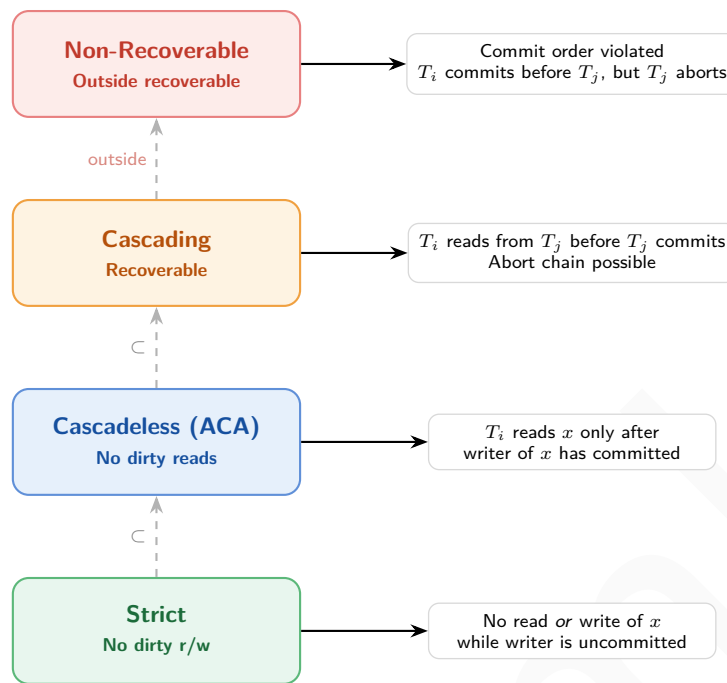 Non-Recoverable
Outside recoverable
Commit order violated
T_i commits before T_j, but T_j aborts
outside
Cascading
Recoverable
T_i reads from T_j before T_j commits
Abort chain possible
⊂
Cascadeless (ACA)
No dirty reads
T_i reads x only after
writer of x has committed
⊂
Strict
No dirty r/w
No read or write of x
while writer is uncommitted